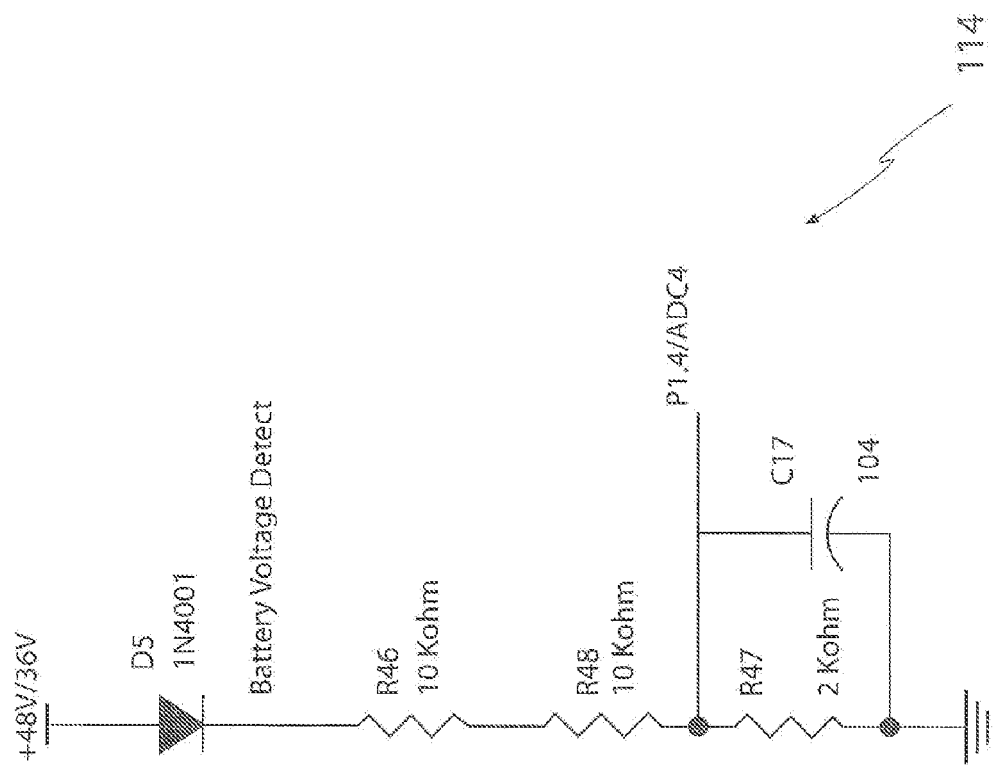 +48V/36V
D5
1N4001
Battery Voltage Detect
R46
10 Kohm
R48
10 Kohm
P1.4/ADC4
R47
2 Kohm
C17
104
114